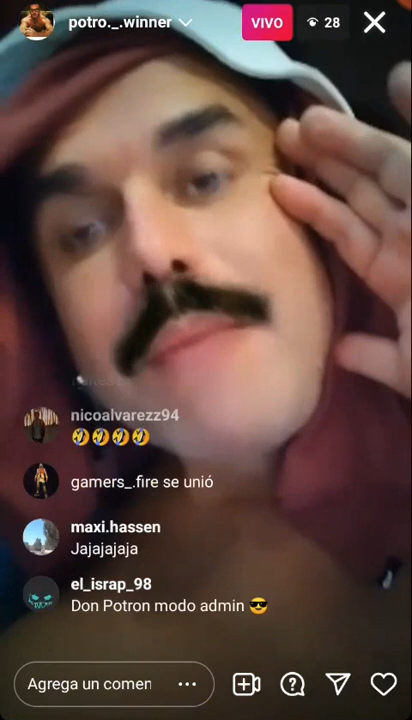 potro._.winner
VIVO
28
nicoalvarezz94
🤣🤣🤣🤣
gamers_.fire se unió
maxi.hassen
Jajajajaja
el_israp_98
Don Potron modo admin 😎
Agrega un comen